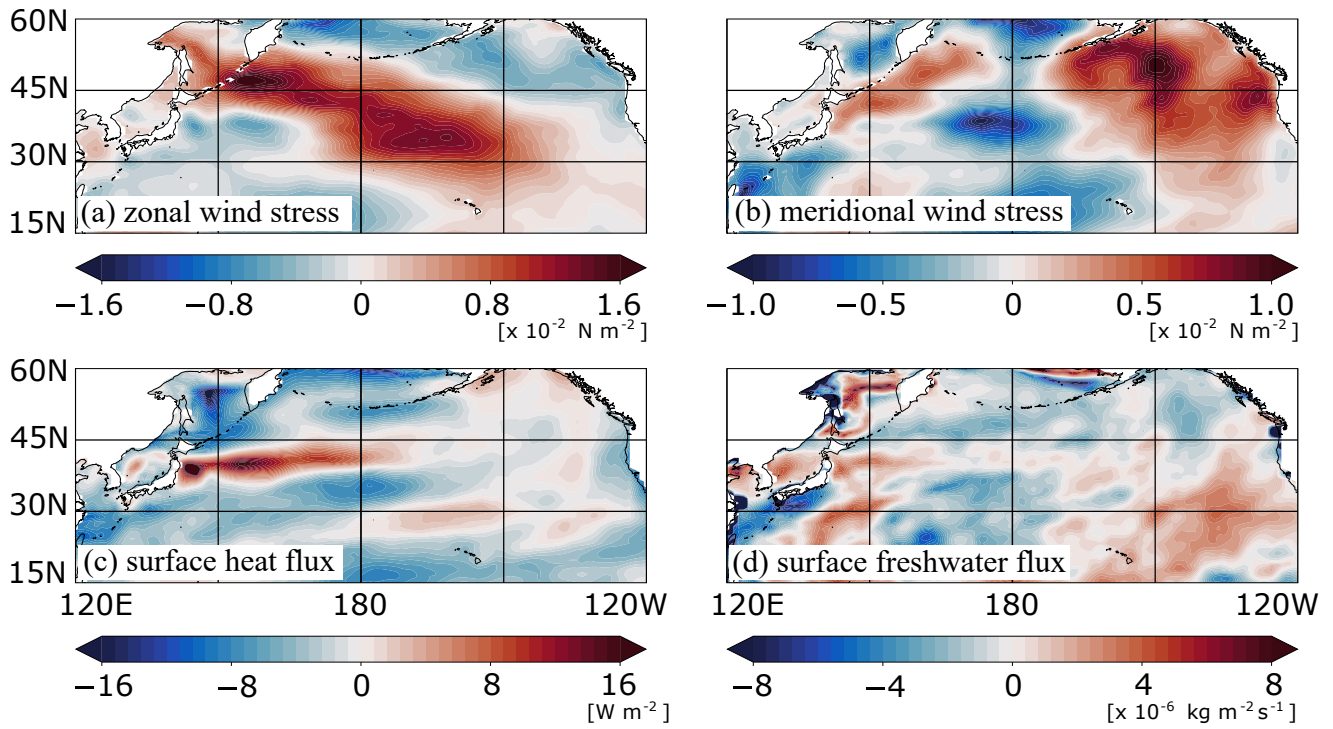 60N
45N
30N
15N
(a) zonal wind stress
(b) meridional wind stress
−1.6 −0.8 0 0.8 1.6
[x 10⁻² N m⁻²]
−1.0 −0.5 0 0.5 1.0
[x 10⁻² N m⁻²]
60N
45N
30N
15N
(c) surface heat flux
(d) surface freshwater flux
120E 180 120W
120E 180 120W
−16 −8 0 8 16
[W m⁻²]
−8 −4 0 4 8
[x 10⁻⁶ kg m⁻² s⁻¹]